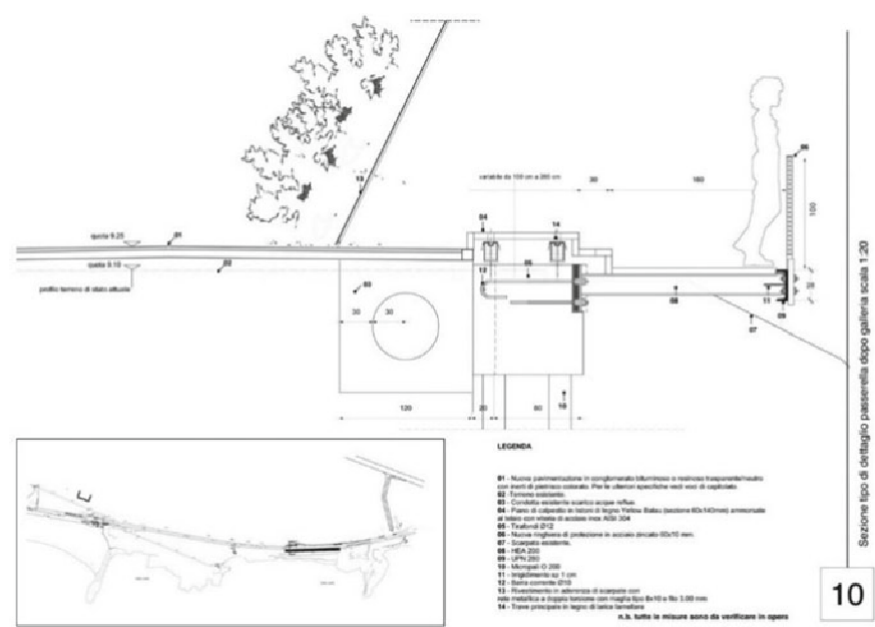 13
variabile da 100 cm a 260 cm
30
180
06
04
14
100
quota 9.25
01
quota 9.10
02
profilo terreno di stato attuale
03
12
05
30
30
08
11
09
07
120
20
80
10
Sezione tipo di dettaglio passerella dopo galleria scala 1:20
LEGENDA
01 - Nuova pavimentazione in conglomerato bituminoso o resinoso trasparente/neutro
con inerti di pietrisco colorato. Per le ulteriori specifiche vedi voci di capitolato
02 -Terreno esistente.
03 - Condotta esistente scarico acque reflue.
04 - Piano di calpestio in listoni di legno Yellow Balau (sezione 60x140mm) ammorsate
al telaio con viteria di acciaio inox AISI 304
05 - Tirafondi Ø12
06 - Nuova ringhiera di protezione in acciaio zincato 60x10 mm.
07 - Scarpata esistente.
08 - HEA 200
09 - UPN 260
10 - Micropali O 200
11 - Irrigidimento sp 1 cm
12 - Barra corrente Ø10
13 - Rivestimento in aderenza di scarpate con
rete metallica a doppia torsione con maglia tipo 8x10 e filo 3.00 mm
14 - Trave principale in legno di larice lamellare
n.b. tutte le misure sono da verificare in opera
10